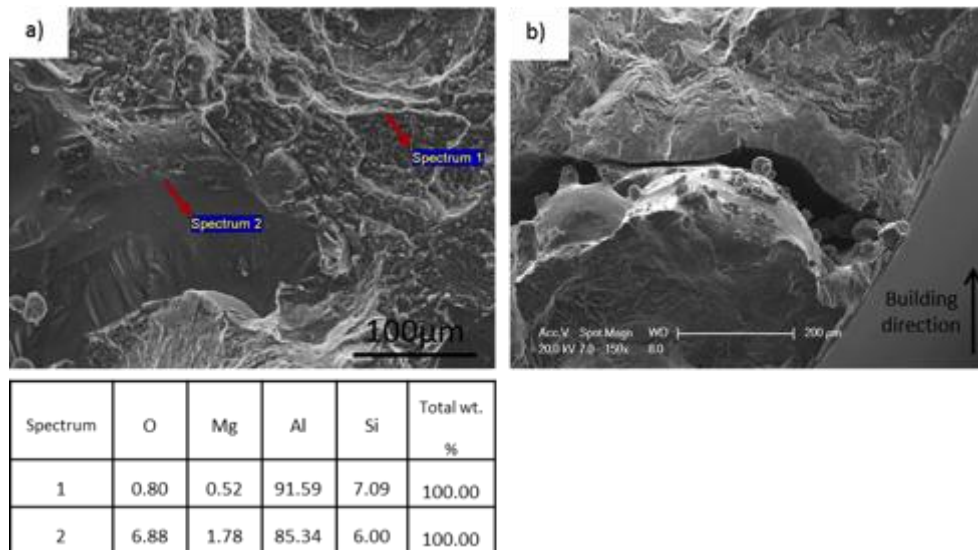 a)
Spectrum 1
Spectrum 2
100μm
b)
Building
direction
Acc.V Spot Magn WD 200 μm
20.0 kV 7.0 150x 8.0
Spectrum O Mg Al Si Total wt. %
1 0.80 0.52 91.59 7.09 100.00
2 6.88 1.78 85.34 6.00 100.00